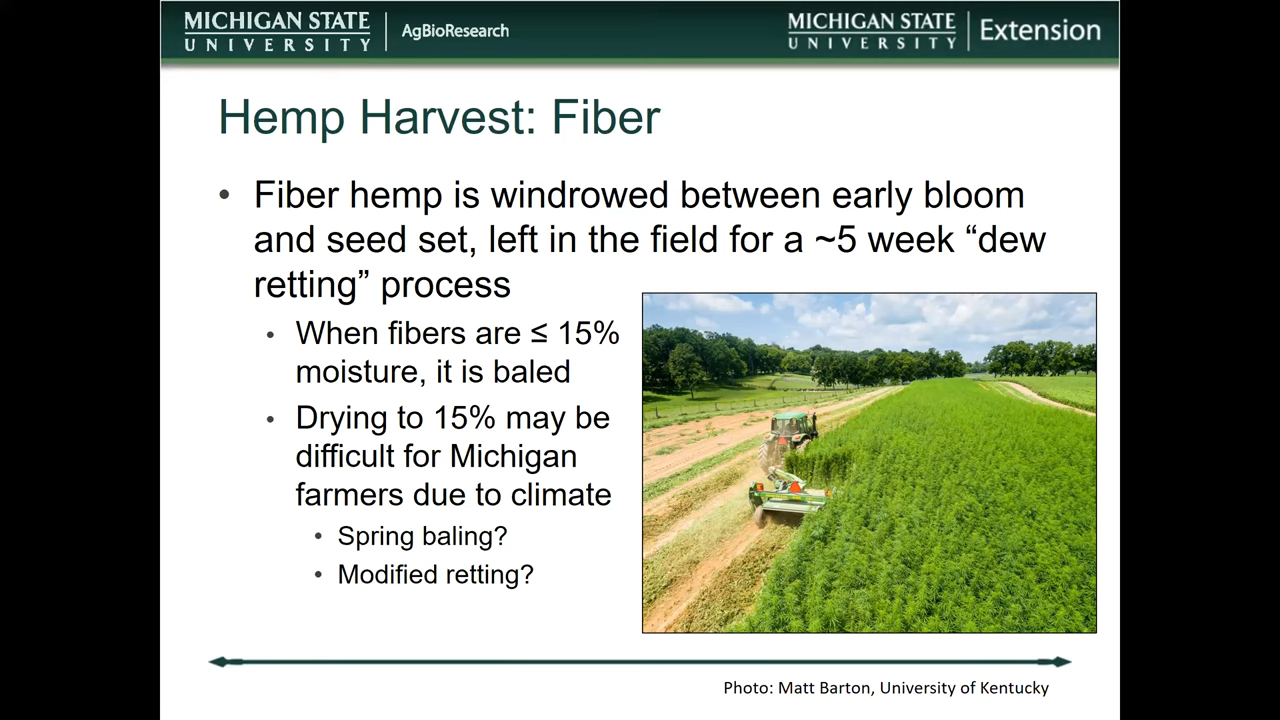 MICHIGAN STATE
UNIVERSITY
AgBioResearch
MICHIGAN STATE
UNIVERSITY
Extension
Hemp Harvest: Fiber
• Fiber hemp is windrowed between early bloom
and seed set, left in the field for a ~5 week “dew
retting” process
• When fibers are ≤ 15%
moisture, it is baled
• Drying to 15% may be
difficult for Michigan
farmers due to climate
• Spring baling?
• Modified retting?
Photo: Matt Barton, University of Kentucky